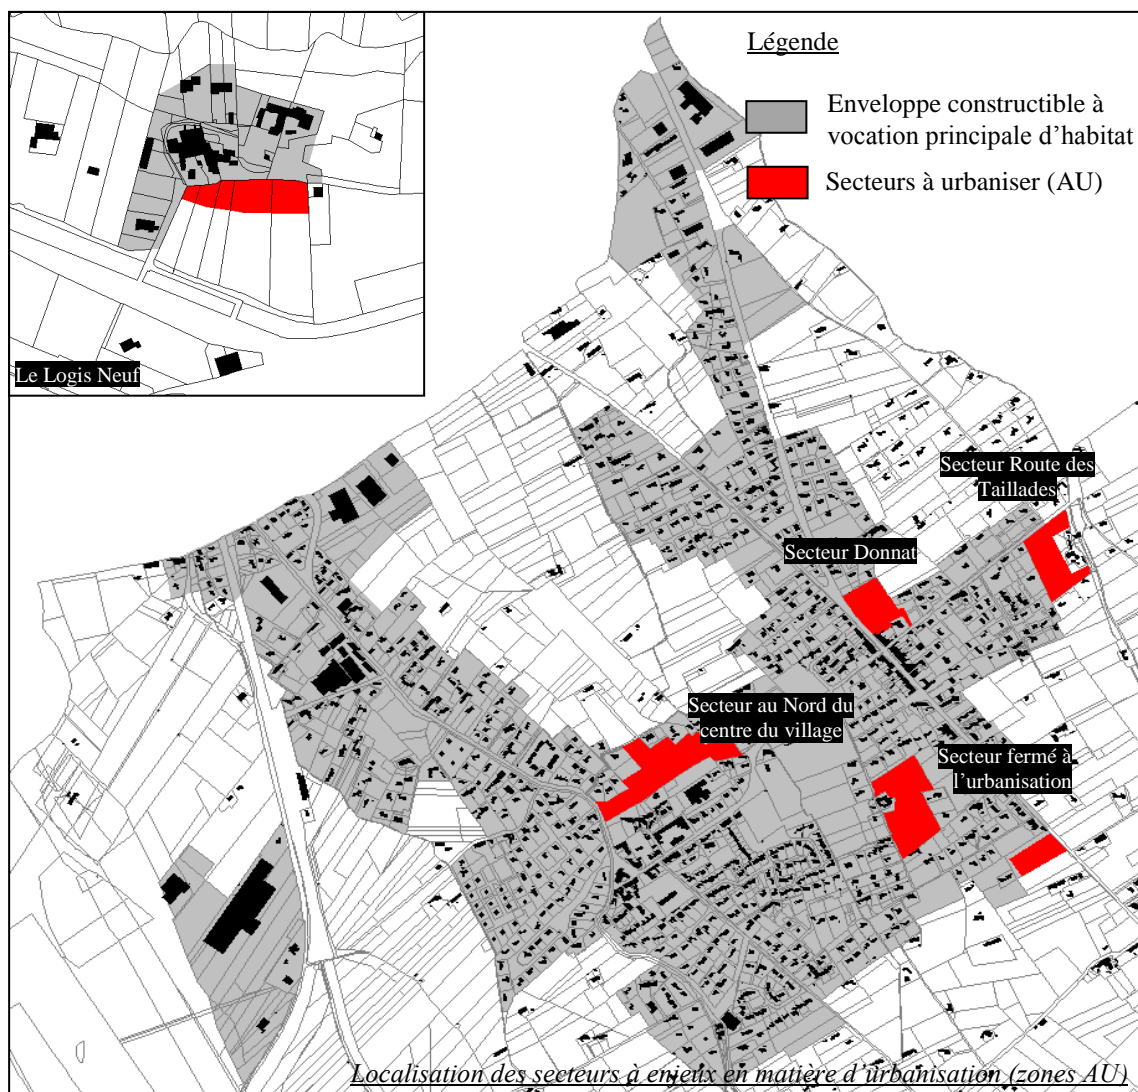 Légende
Enveloppe constructible à
vocation principale d’habitat
Secteurs à urbaniser (AU)
Le Logis Neuf
Secteur Route des
Taillades
Secteur Donnat
Secteur au Nord du
centre du village
Secteur fermé à
l’urbanisation
Localisation des secteurs à enjeux en matière d’urbanisation (zones AU)